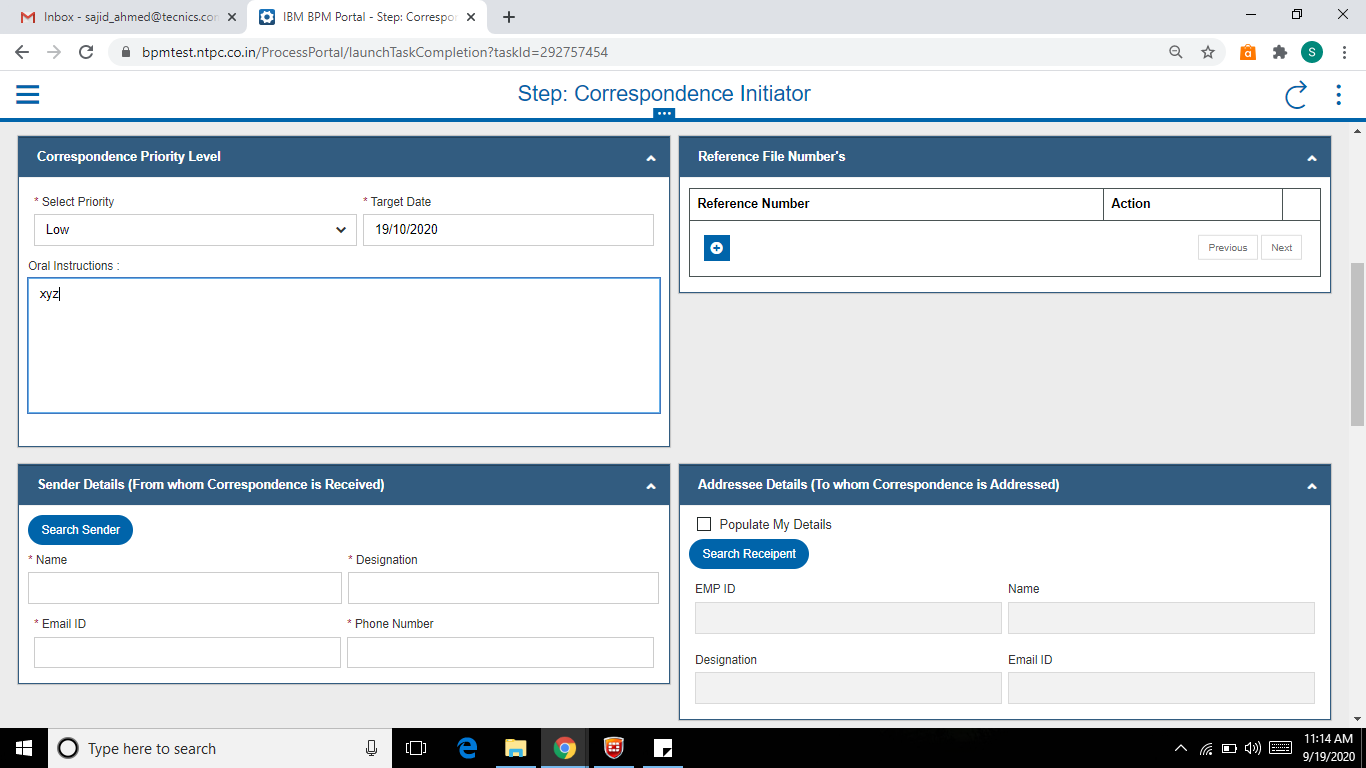 Inbox - sajid_ahmed@tecnics.con
IBM BPM Portal - Step: Correspon
bpmtest.ntpc.co.in/ProcessPortal/launchTaskCompletion?taskId=292757454
S
Step: Correspondence Initiator
Correspondence Priority Level
* Select Priority
* Target Date
Low
19/10/2020
Oral Instructions :
xyz
Reference File Number's
Reference Number
Action
Previous
Next
Sender Details (From whom Correspondence is Received)
Search Sender
* Name
* Designation
* Email ID
* Phone Number
Addressee Details (To whom Correspondence is Addressed)
Populate My Details
Search Receipent
EMP ID
Name
Designation
Email ID
Type here to search
11:14 AM
9/19/2020